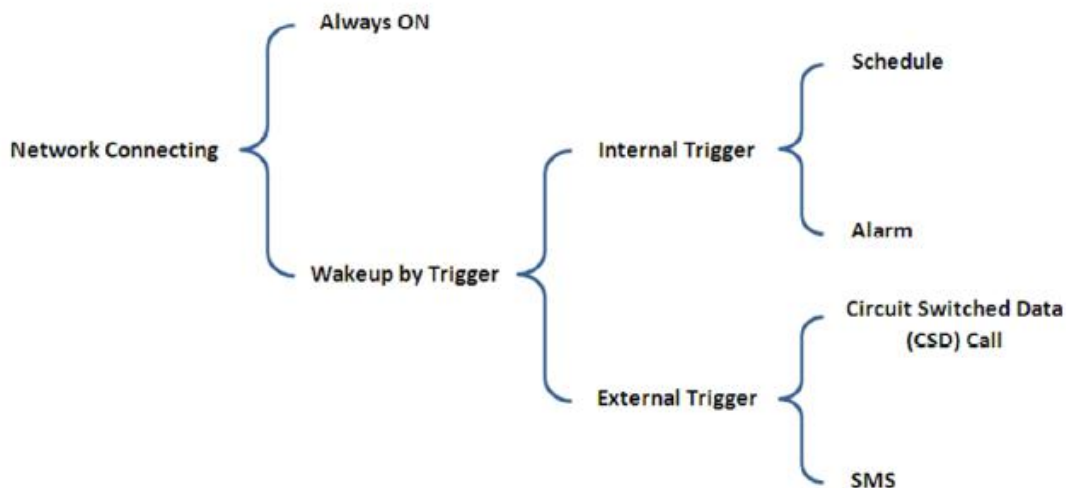 Always ON
Schedule
Network Connecting
Internal Trigger
Alarm
Wakeup by Trigger
Circuit Switched Data
(CSD) Call
External Trigger
SMS